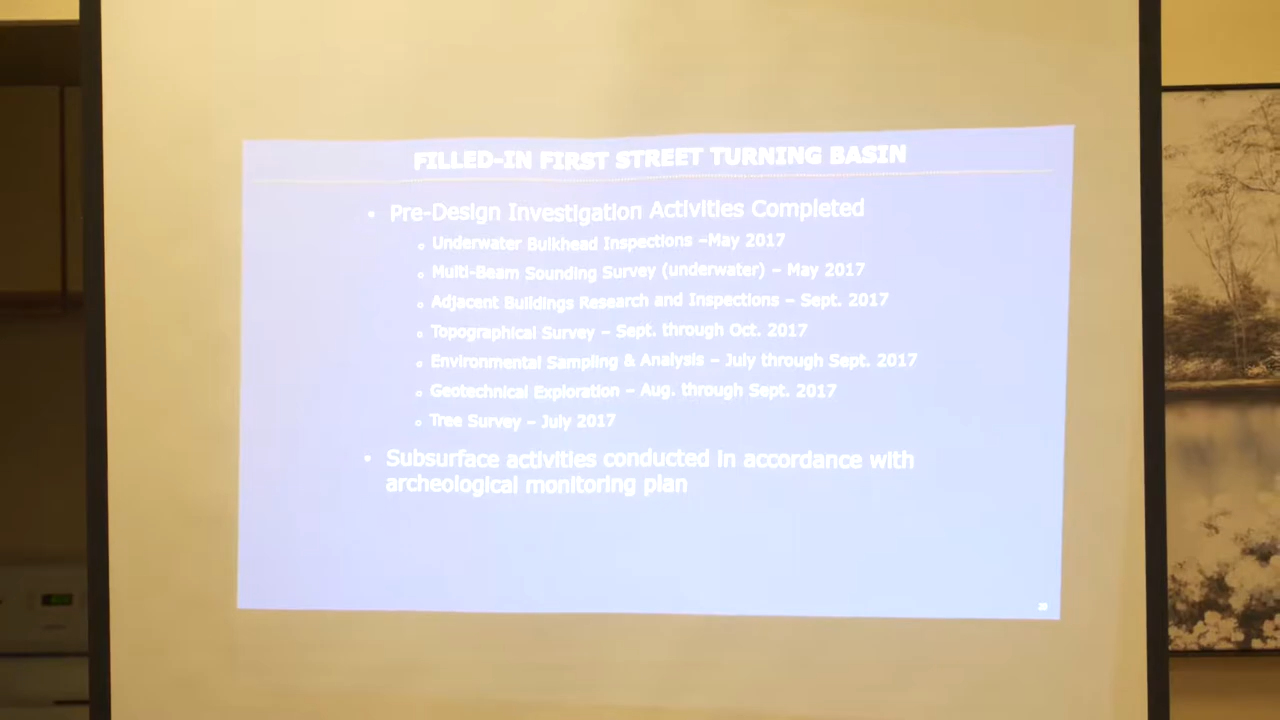 FILLED-IN FIRST STREET TURNING BASIN
• Pre-Design Investigation Activities Completed
o Underwater Bulkhead Inspections –May 2017
o Multi-Beam Sounding Survey (underwater) – May 2017
o Adjacent Buildings Research and Inspections – Sept. 2017
o Topographical Survey – Sept. through Oct. 2017
o Environmental Sampling & Analysis – July through Sept. 2017
o Geotechnical Exploration – Aug. through Sept. 2017
o Tree Survey – July 2017
• Subsurface activities conducted in accordance with
archeological monitoring plan